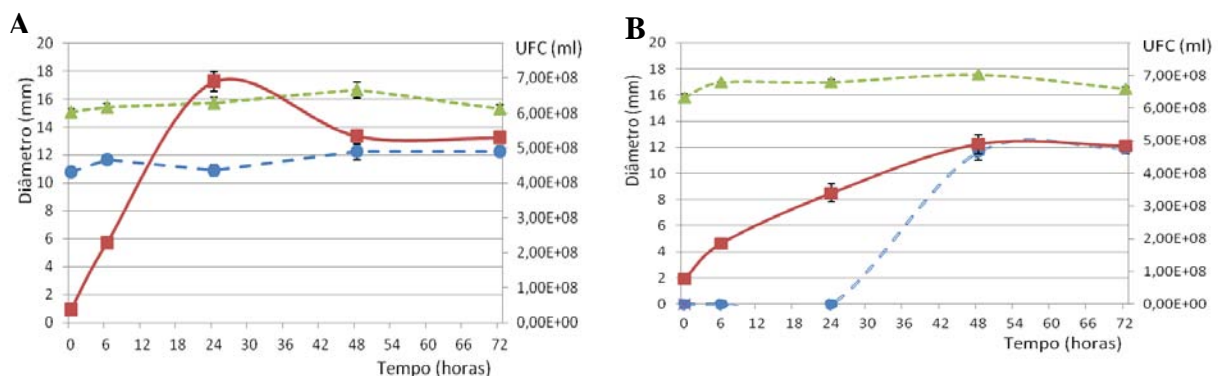 A
UFC (ml)
Diâmetro (mm)
20
18
16
14
12
10
8
6
4
2
0
7,00E+08
6,00E+08
5,00E+08
4,00E+08
3,00E+08
2,00E+08
1,00E+08
0,00E+00
0 6 12 18 24 30 36 42 48 54 60 66 72
Tempo (horas)
B
UFC (ml)
Diâmetro (mm)
20
18
16
14
12
10
8
6
4
2
0
7,00E+08
6,00E+08
5,00E+08
4,00E+08
3,00E+08
2,00E+08
1,00E+08
0,00E+00
0 6 12 18 24 30 36 42 48 54 60 66 72
Tempo (horas)